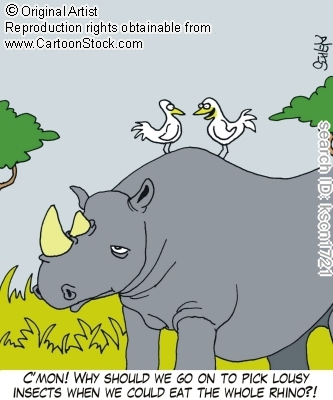 © Original Artist
Reproduction rights obtainable from
www.CartoonStock.com
search ID: kscn1721
C'MON! WHY SHOULD WE GO ON TO PICK LOUSY
INSECTS WHEN WE COULD EAT THE WHOLE RHINO?!